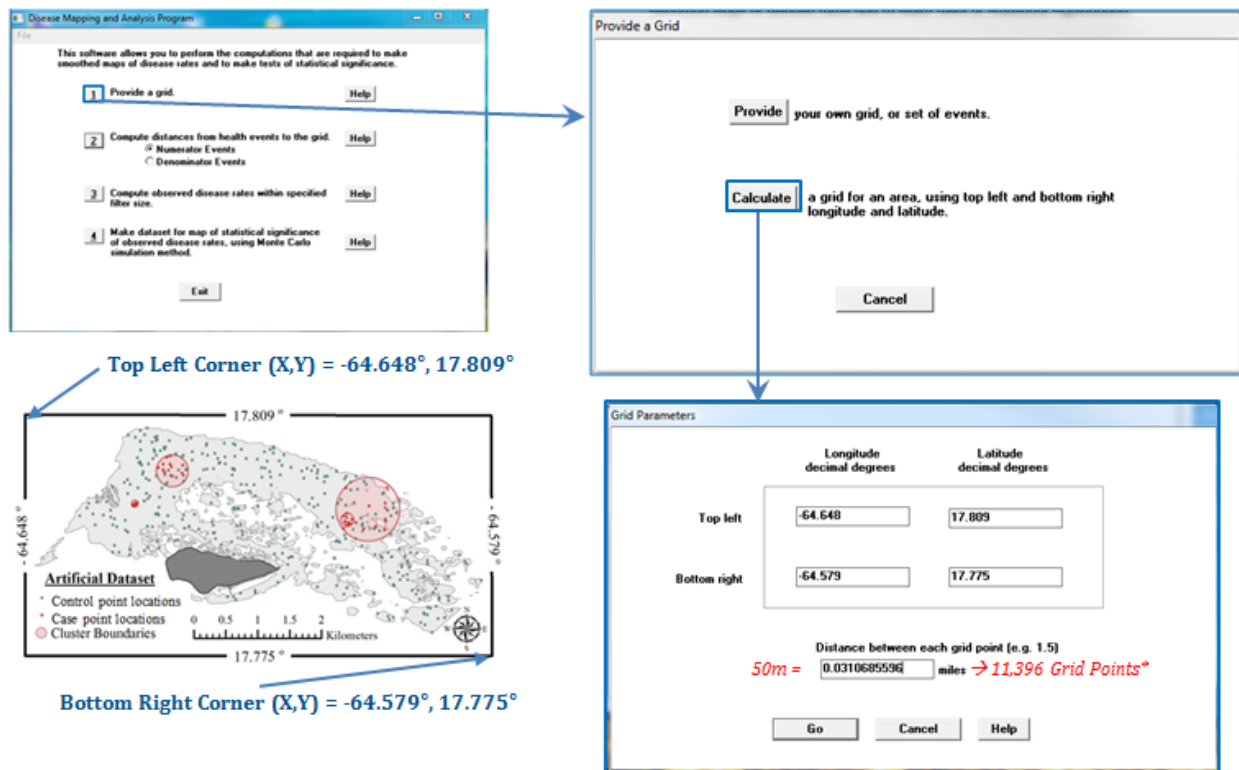 Disease Mapping and Analysis Program
File
This software allows you to perform the computations that are required to make
smoothed maps of disease rates and to make tests of statistical significance.
1 Provide a grid. Help
2 Compute distances from health events to the grid. Help
Numerator Events
Denominator Events
3 Compute observed disease rates within specified
filter size. Help
4 Make dataset for map of statistical significance
of observed disease rates, using Monte Carlo
simulation method. Help
Exit
Provide a Grid
Provide your own grid, or set of events.
Calculate a grid for an area, using top left and bottom right
longitude and latitude.
Cancel
Top Left Corner (X,Y) = -64.648°, 17.809°
17.809 °
- 64.648 °
- 64.579 °
Artificial Dataset
Control point locations
Case point locations
Cluster Boundaries
0 0.5 1 1.5 2
Kilometers
N
W E
S
17.775 °
Bottom Right Corner (X,Y) = -64.579°, 17.775°
Grid Parameters
Longitude
decimal degrees
Latitude
decimal degrees
Top left -64.648 17.809
Bottom right -64.579 17.775
Distance between each grid point (e.g. 1.5)
50m = 0.0310685596 miles → 11,396 Grid Points*
Go Cancel Help